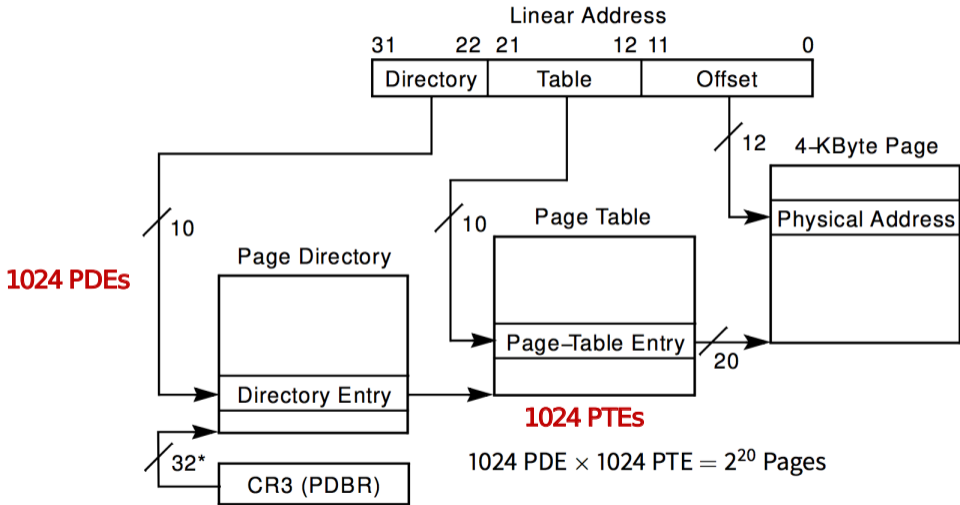 Linear Address
31 22 21 12 11 0
Directory Table Offset
12
4–KByte Page
Physical Address
10
10
Page Table
Page Directory
1024 PDEs
Page–Table Entry
20
Directory Entry
1024 PTEs
32*
1024 PDE × 1024 PTE = 2²⁰ Pages
CR3 (PDBR)